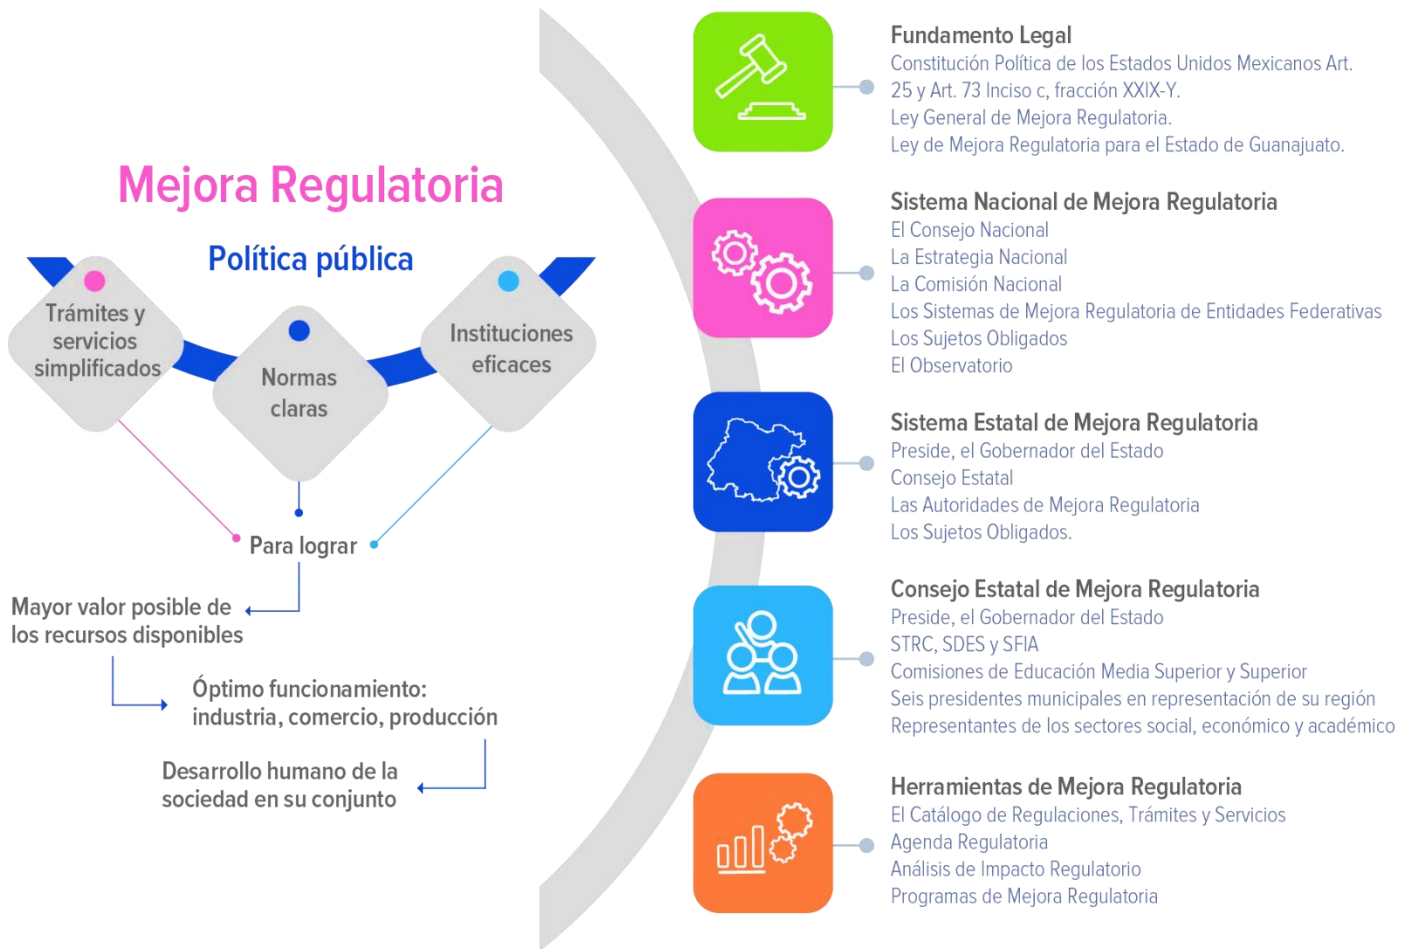 Mejora Regulatoria
Política pública
Trámites y
servicios
simplificados
Normas
claras
Instituciones
eficaces
Para lograr
Mayor valor posible de
los recursos disponibles
Óptimo funcionamiento:
industria, comercio, producción
Desarrollo humano de la
sociedad en su conjunto
Fundamento Legal
Constitución Política de los Estados Unidos Mexicanos Art.
25 y Art. 73 Inciso c, fracción XXIX-Y.
Ley General de Mejora Regulatoria.
Ley de Mejora Regulatoria para el Estado de Guanajuato.
Sistema Nacional de Mejora Regulatoria
El Consejo Nacional
La Estrategia Nacional
La Comisión Nacional
Los Sistemas de Mejora Regulatoria de Entidades Federativas
Los Sujetos Obligados
El Observatorio
Sistema Estatal de Mejora Regulatoria
Preside, el Gobernador del Estado
Consejo Estatal
Las Autoridades de Mejora Regulatoria
Los Sujetos Obligados.
Consejo Estatal de Mejora Regulatoria
Preside, el Gobernador del Estado
STRC, SDES y SFIA
Comisiones de Educación Media Superior y Superior
Seis presidentes municipales en representación de su región
Representantes de los sectores social, económico y académico
Herramientas de Mejora Regulatoria
El Catálogo de Regulaciones, Trámites y Servicios
Agenda Regulatoria
Análisis de Impacto Regulatorio
Programas de Mejora Regulatoria